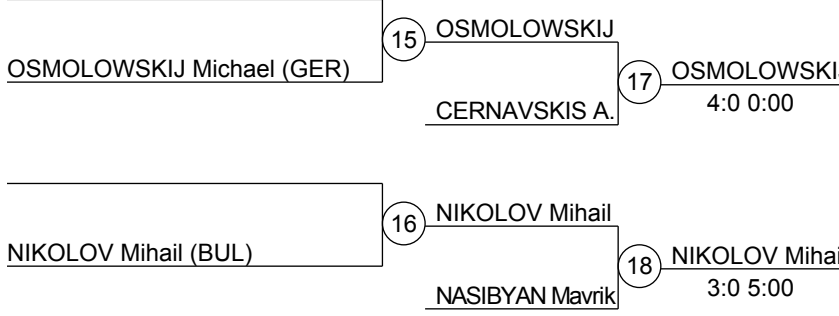 15 OSMOLOWSKIJ
OSMOLOWSKIJ Michael (GER)
17 OSMOLOWSKI
4:0 0:00
CERNAVSKIS A.
16 NIKOLOV Mihail
NIKOLOV Mihail (BUL)
18 NIKOLOV Mihail
3:0 5:00
NASIBYAN Mavrik